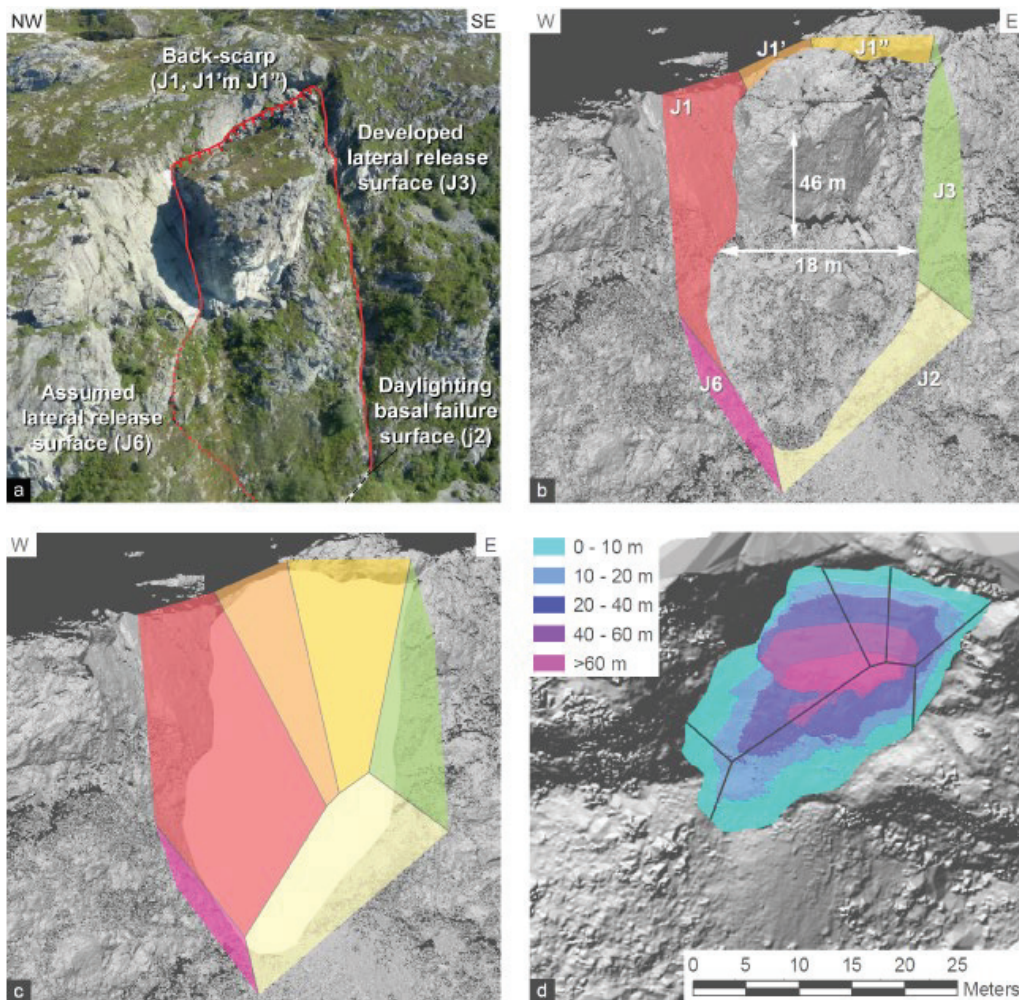 NW
SE
Back-scarp
(J1, J1'm J1'')
Developed
lateral release
surface (J3)
Assumed
lateral release
surface (J6)
Daylighting
basal failure
surface (j2)
a
W
E
J1'
J1''
J1
46 m
J3
18 m
J6
J2
b
W
E
c
0 - 10 m
10 - 20 m
20 - 40 m
40 - 60 m
>60 m
0 5 10 15 20 25
Meters
d